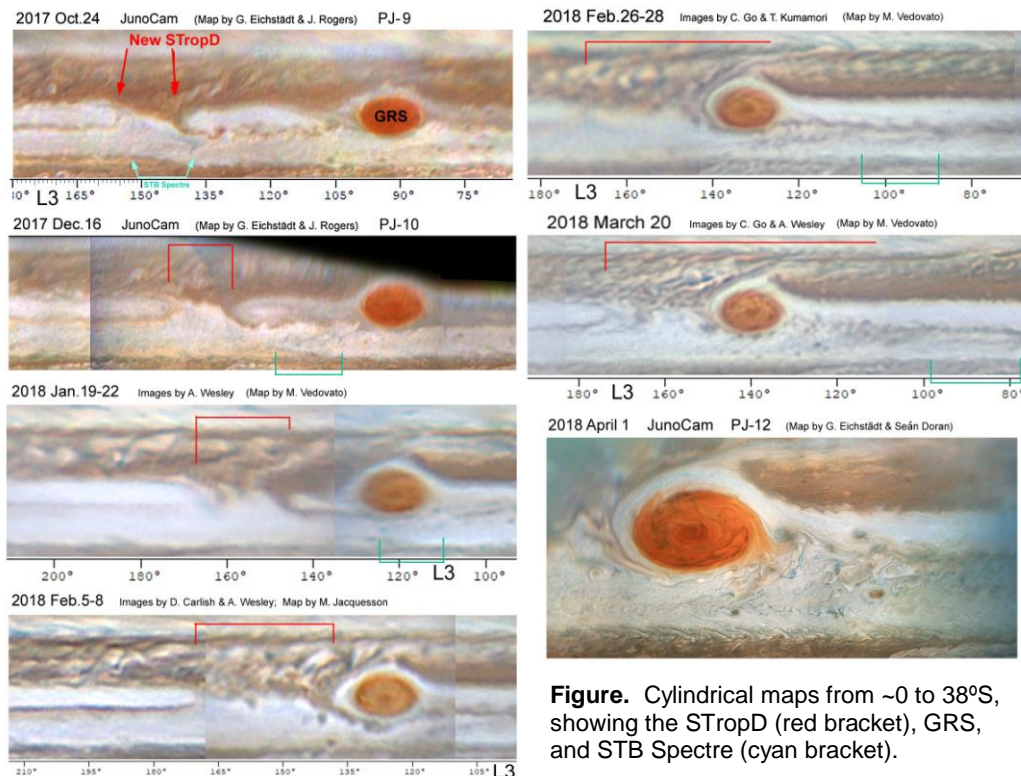 2017 Oct.24 JunoCam (Map by G. Eichstädt & J. Rogers) PJ-9
New STropD
GRS
STB Spectre
L3 165° 150° 135° 105° 90° 75°
2017 Dec.16 JunoCam (Map by G. Eichstädt & J. Rogers) PJ-10
2018 Jan.19-22 Images by A. Wesley (Map by M. Vedovato)
200° 180° 160° 140° 120° L3 100°
2018 Feb.5-8 Images by D. Carlish & A. Wesley; Map by M. Jacquesson
210° 195° 180° 165° 150° 135° 120° 105° L3
2018 Feb.26-28 Images by C. Go & T. Kumamori (Map by M. Vedovato)
180° L3 160° 140° 120° 100° 80°
2018 March 20 Images by C. Go & A. Wesley (Map by M. Vedovato)
180° L3 160° 140° 120° 100° 80°
2018 April 1 JunoCam PJ-12 (Map by G. Eichstädt & Seán Doran)
Figure. Cylindrical maps from ~0 to 38ºS,
showing the STropD (red bracket), GRS,
and STB Spectre (cyan bracket).